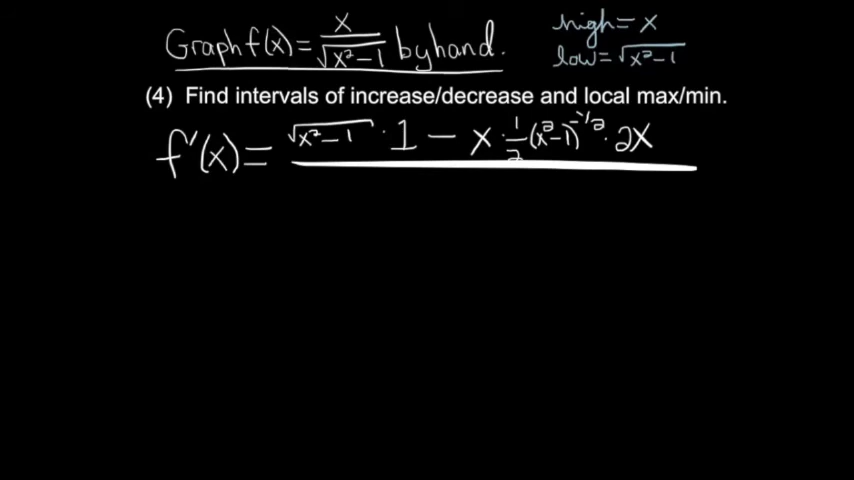 Graph f(x) = x/√(x²-1) by hand.
high = x
low = √(x²-1)
(4) Find intervals of increase/decrease and local max/min.
f'(x) = √(x²-1) · 1 - x · 1/2 (x²-1)^(-1/2) · 2x